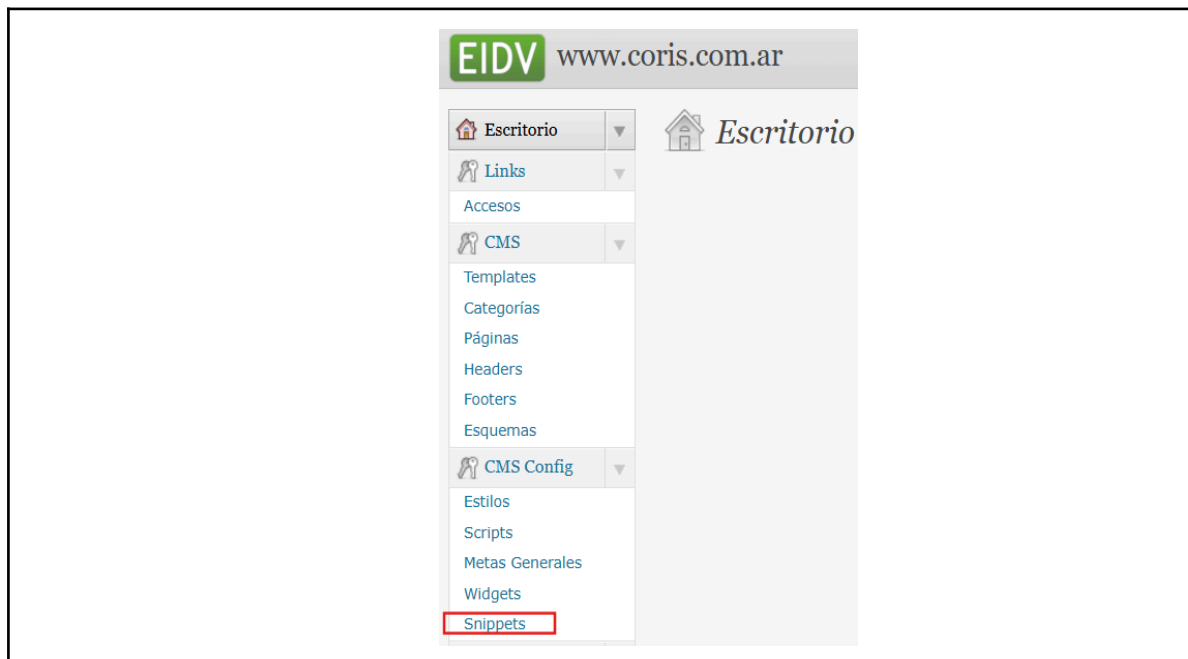 EIDV www.coris.com.ar
Escritorio
Escritorio
Links
Accesos
CMS
Templates
Categorías
Páginas
Headers
Footers
Esquemas
CMS Config
Estilos
Scripts
Metas Generales
Widgets
Snippets